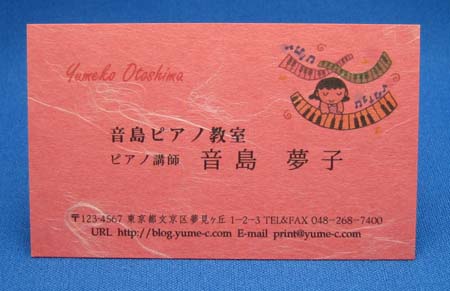 Yumeko Otoshima
音島ピアノ教室
ピアノ講師 音島 夢子
〒123-4567 東京都文京区夢見ヶ丘 1-2-3 TEL&FAX 048-268-7400
URL http://blog.yume-c.com E-mail print@yume-c.com